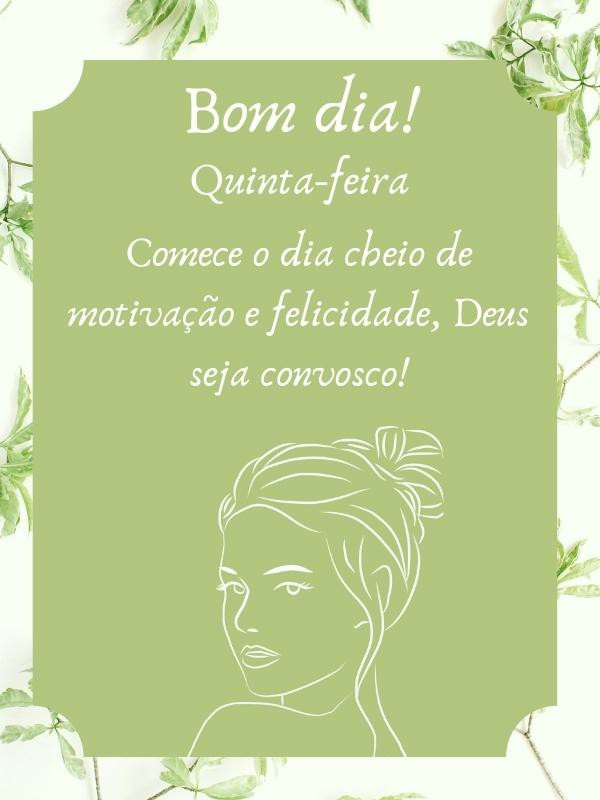 Bom dia!
Quinta-feira
Comece o dia cheio de
motivação e felicidade, Deus
seja convosco!